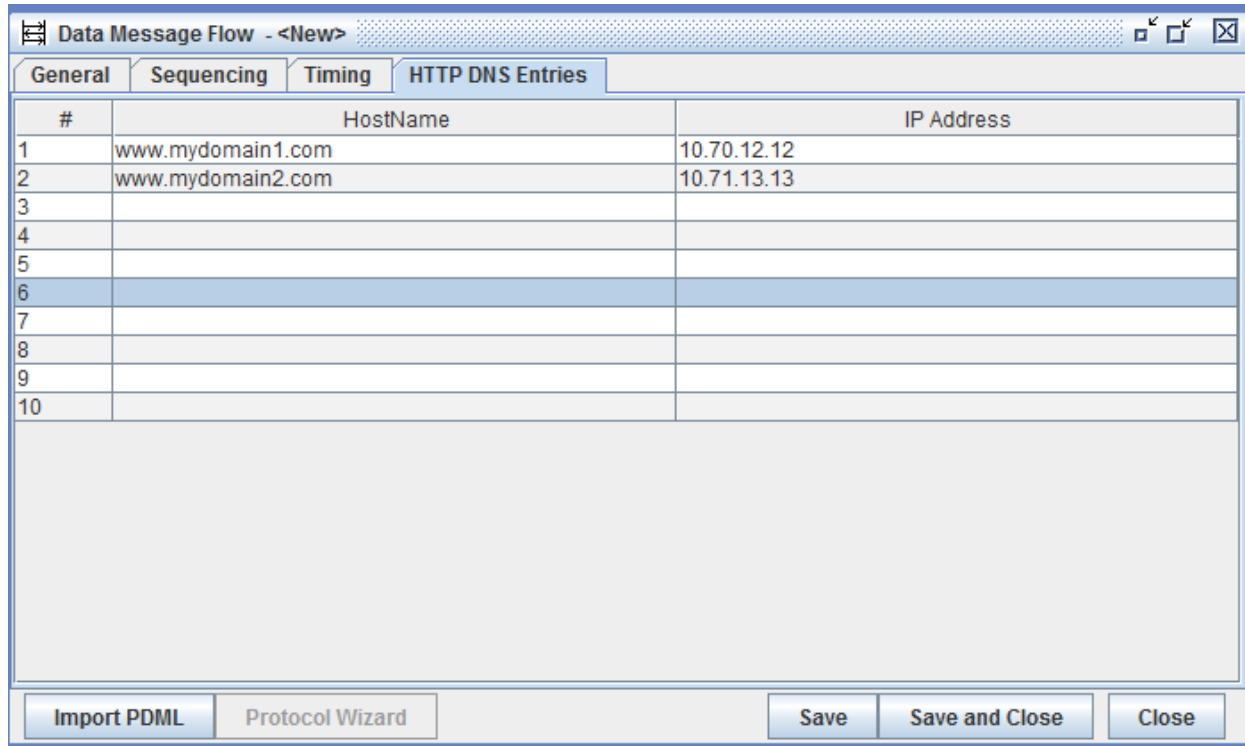 Data Message Flow - <New>
General Sequencing Timing HTTP DNS Entries
# HostName IP Address
1 www.mydomain1.com 10.70.12.12
2 www.mydomain2.com 10.71.13.13
3
4
5
6
7
8
9
10
Import PDML Protocol Wizard Save Save and Close Close